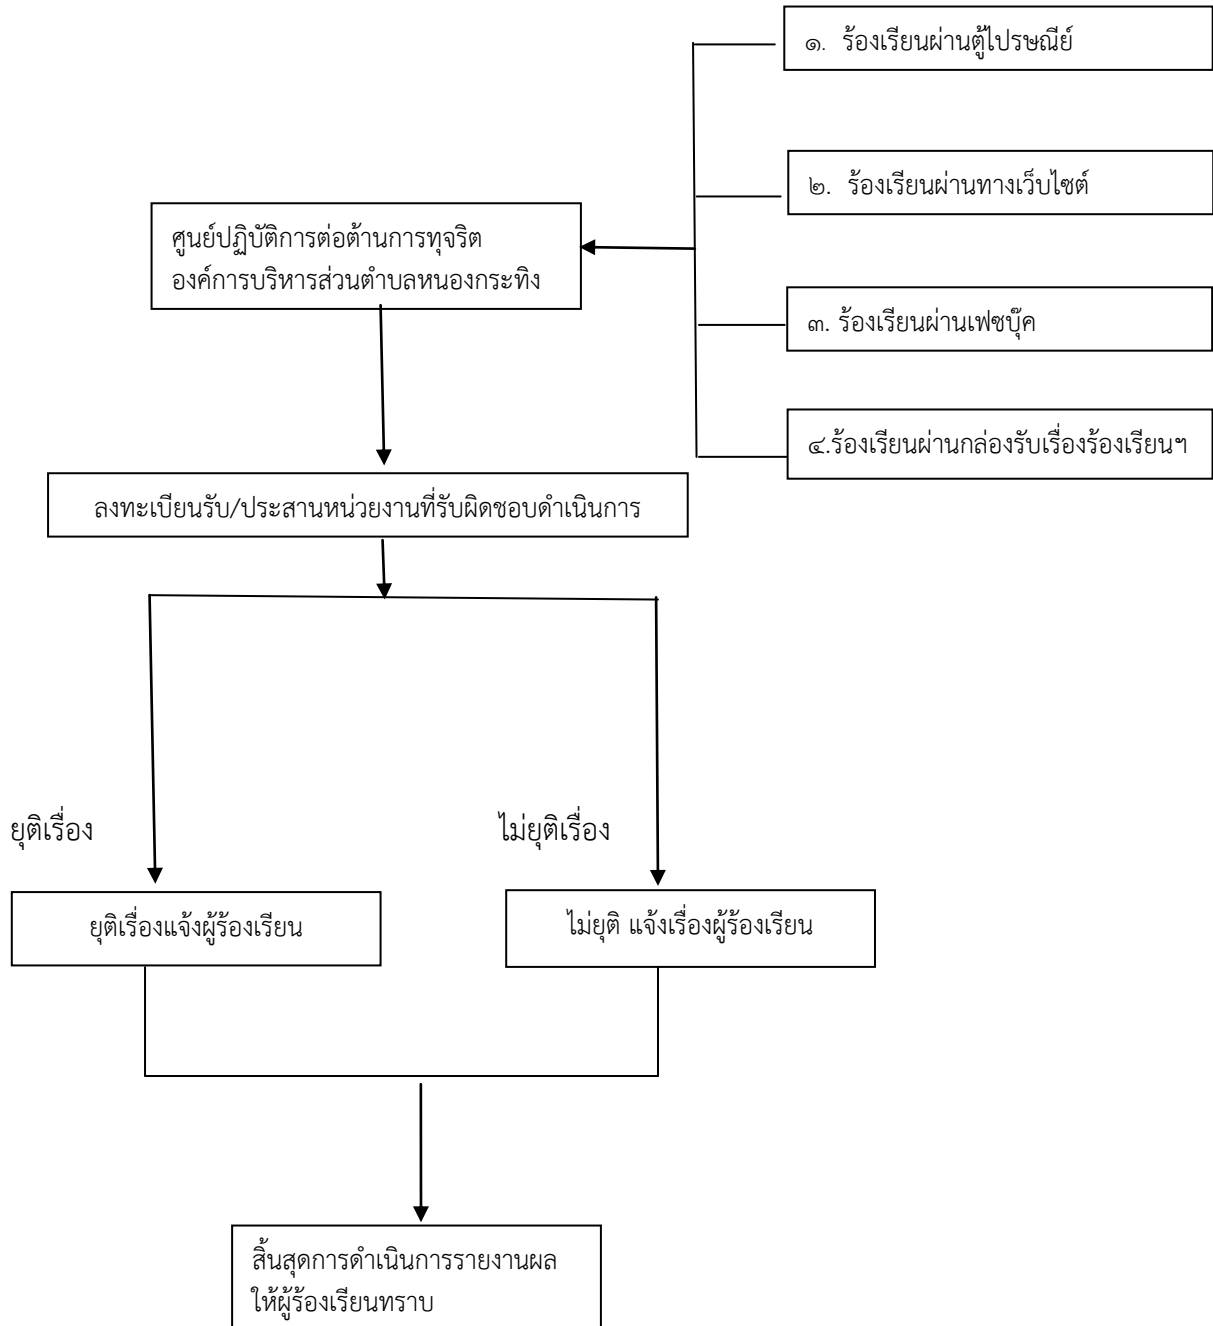 ๑. ร้องเรียนผ่านตู้ไปรษณีย์
๒. ร้องเรียนผ่านทางเว็บไซต์
ศูนย์ปฏิบัติการต่อต้านการทุจริต
องค์การบริหารส่วนตำบลหนองกระทิง
๓. ร้องเรียนผ่านเฟซบุ๊ค
๔.ร้องเรียนผ่านกล่องรับเรื่องร้องเรียนฯ
ลงทะเบียนรับ/ประสานหน่วยงานที่รับผิดชอบดำเนินการ
ยุติเรื่อง
ไม่ยุติเรื่อง
ยุติเรื่องแจ้งผู้ร้องเรียน
ไม่ยุติ แจ้งเรื่องผู้ร้องเรียน
สิ้นสุดการดำเนินการรายงานผล
ให้ผู้ร้องเรียนทราบ